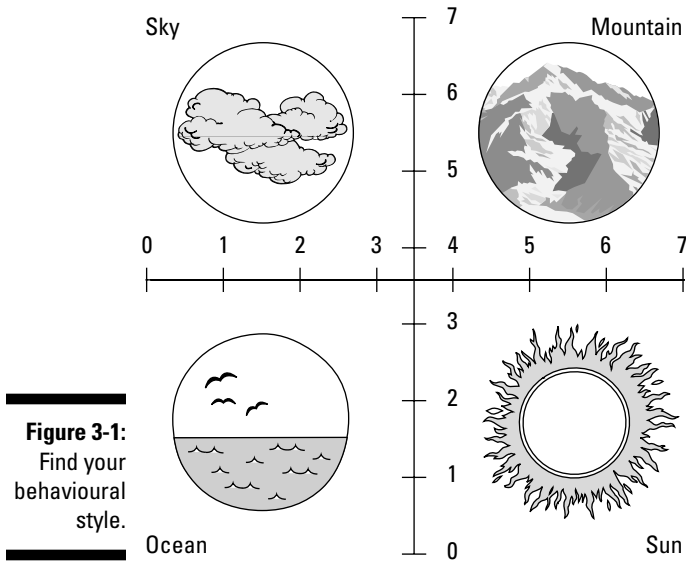 Sky
7
Mountain
6
5
0 1 2 3 4 5 6 7
3
2
1
Ocean
0
Sun
Figure 3-1:
Find your
behavioural
style.